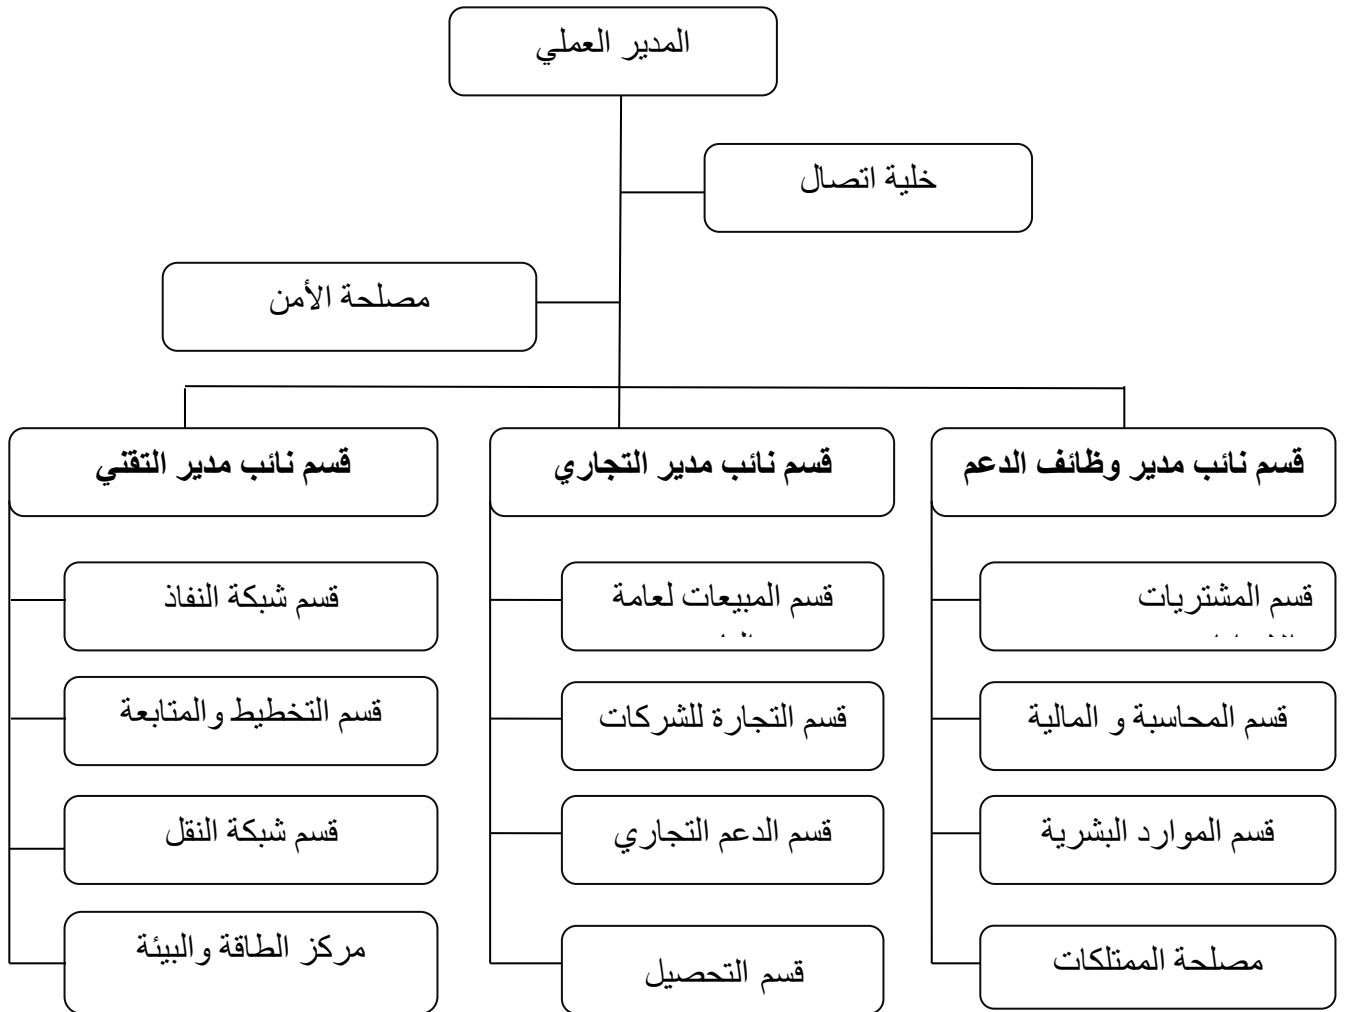 المدير العملي
خلية اتصال
مصلحة الأمن
قسم نائب مدير وظائف الدعم
قسم نائب مدير التجاري
قسم نائب مدير التقني
قسم المشتريات
قسم المبيعات لعامة
قسم شبكة النفاذ
قسم المحاسبة و المالية
قسم التجارة للشركات
قسم التخطيط والمتابعة
قسم الموارد البشرية
قسم الدعم التجاري
قسم شبكة النقل
مصلحة الممتلكات
قسم التحصيل
مركز الطاقة والبيئة